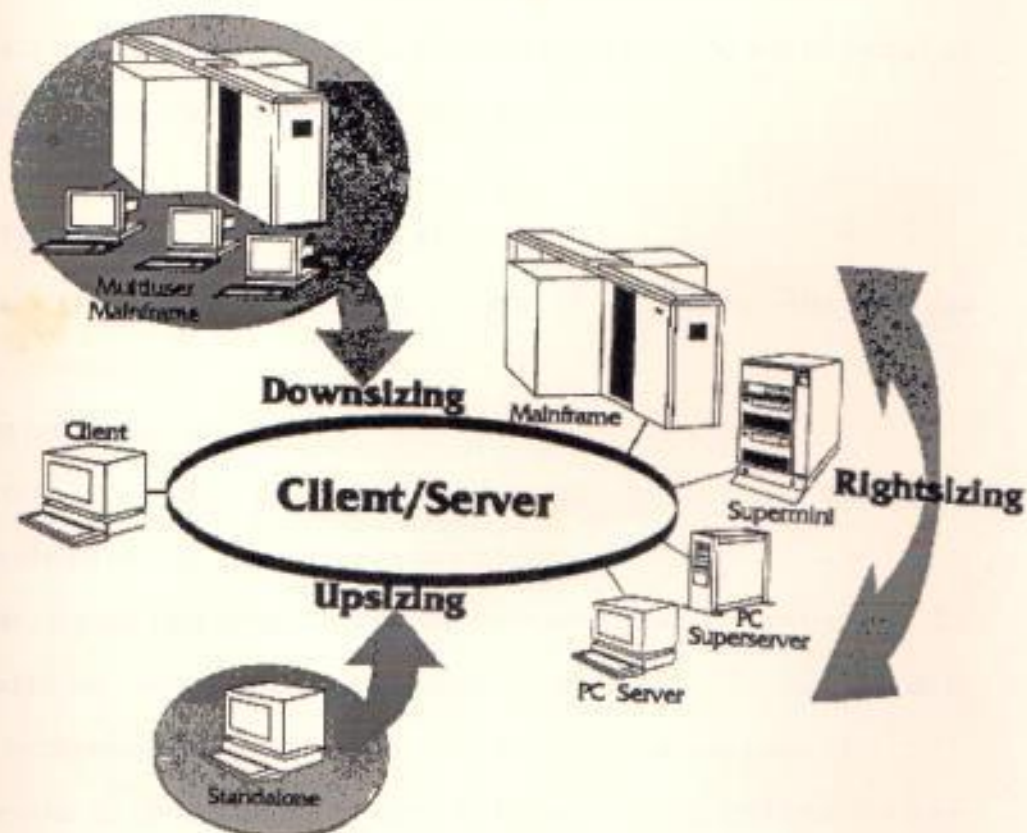 Multiuser
Mainframe
Downsizing
Mainframe
Client
Client/Server
Supermini
Rightsizing
Upsizing
PC
Superserver
PC Server
Standalone